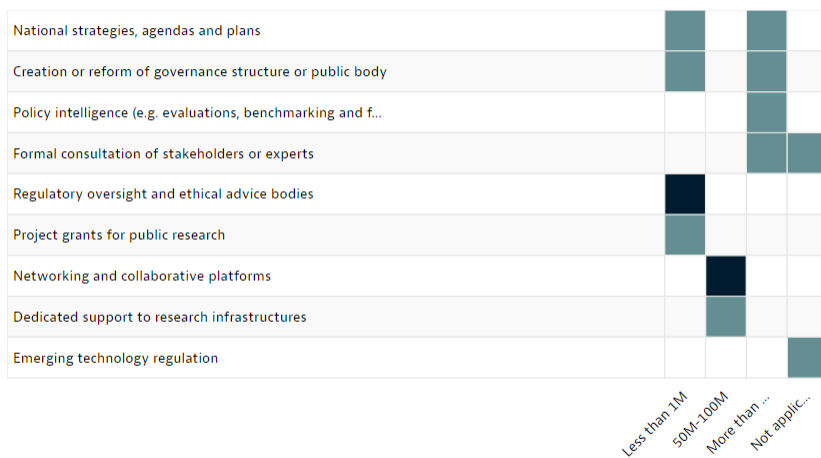 National strategies, agendas and plans
Creation or reform of governance structure or public body
Policy intelligence (e.g. evaluations, benchmarking and f...
Formal consultation of stakeholders or experts
Regulatory oversight and ethical advice bodies
Project grants for public research
Networking and collaborative platforms
Dedicated support to research infrastructures
Emerging technology regulation
Less than 1M
50M-100M
More than ...
Not applic...